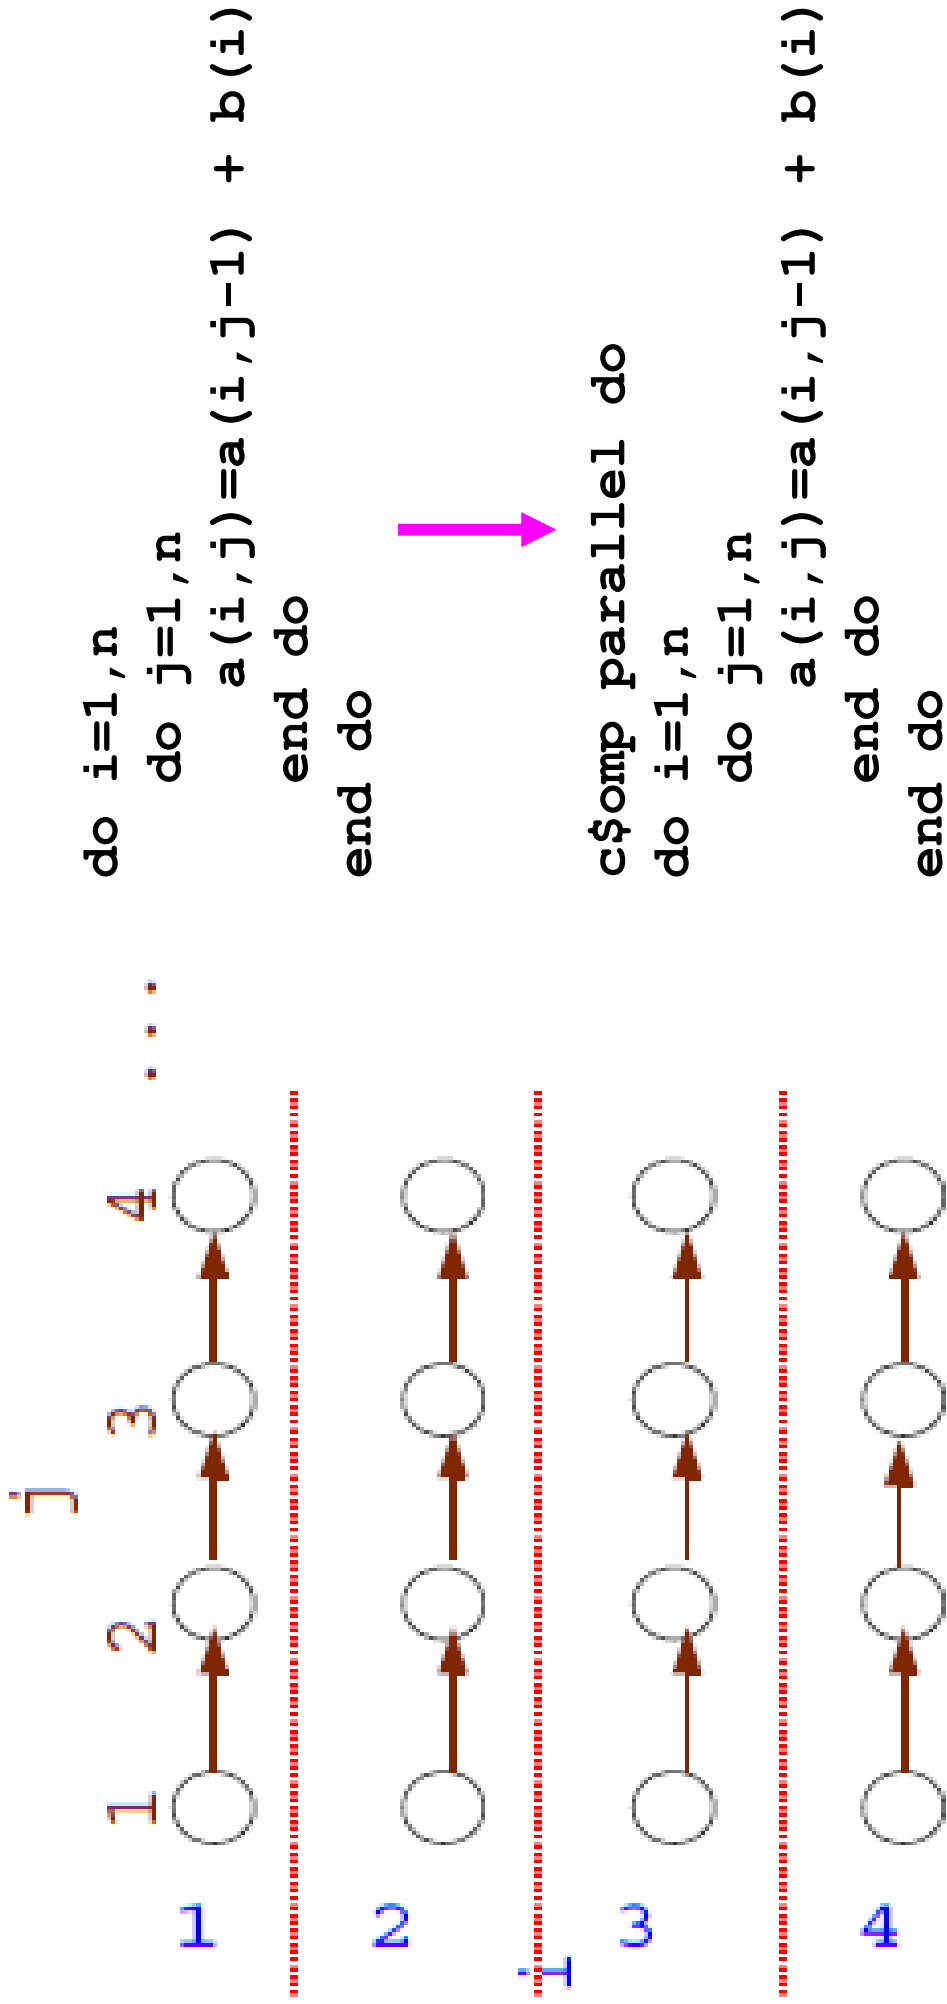 j
1 2 3 4 . . .
1
2
i
3
4
do i=1,n
do j=1,n
a(i,j)=a(i,j-1) + b(i)
end do
end do
c$omp parallel do
do i=1,n
do j=1,n
a(i,j)=a(i,j-1) + b(i)
end do
end do